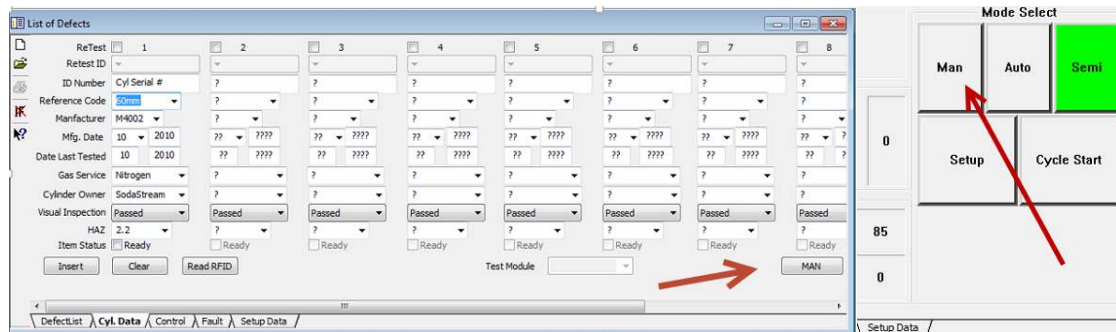 List of Defects
ReTest 1 2 3 4 5 6 7 8
Retest ID
ID Number Cyl Serial # ? ? ? ? ? ? ?
Reference Code 60mm ? ? ? ? ? ? ?
Manfacturer M4002 ? ? ? ? ? ? ?
Mfg. Date 10 2010 ?? ???? ?? ???? ?? ???? ?? ???? ?? ???? ?? ???? ?? ?
Date Last Tested 10 2010 ?? ???? ?? ???? ?? ???? ?? ???? ?? ???? ?? ???? ?? ?
Gas Service Nitrogen ? ? ? ? ? ? ?
Cylinder Owner SodaStream ? ? ? ? ? ? ?
Visual Inspection Passed Passed Passed Passed Passed Passed Passed Passed
HAZ 2.2 ? ? ? ? ? ? ?
Item Status Ready Ready Ready Ready Ready Ready Ready Ready
Insert Clear Read RFID Test Module MAN
DefectList Cyl. Data Control Fault Setup Data
Mode Select
Man Auto Semi
0
Setup Cycle Start
85
0
Setup Data